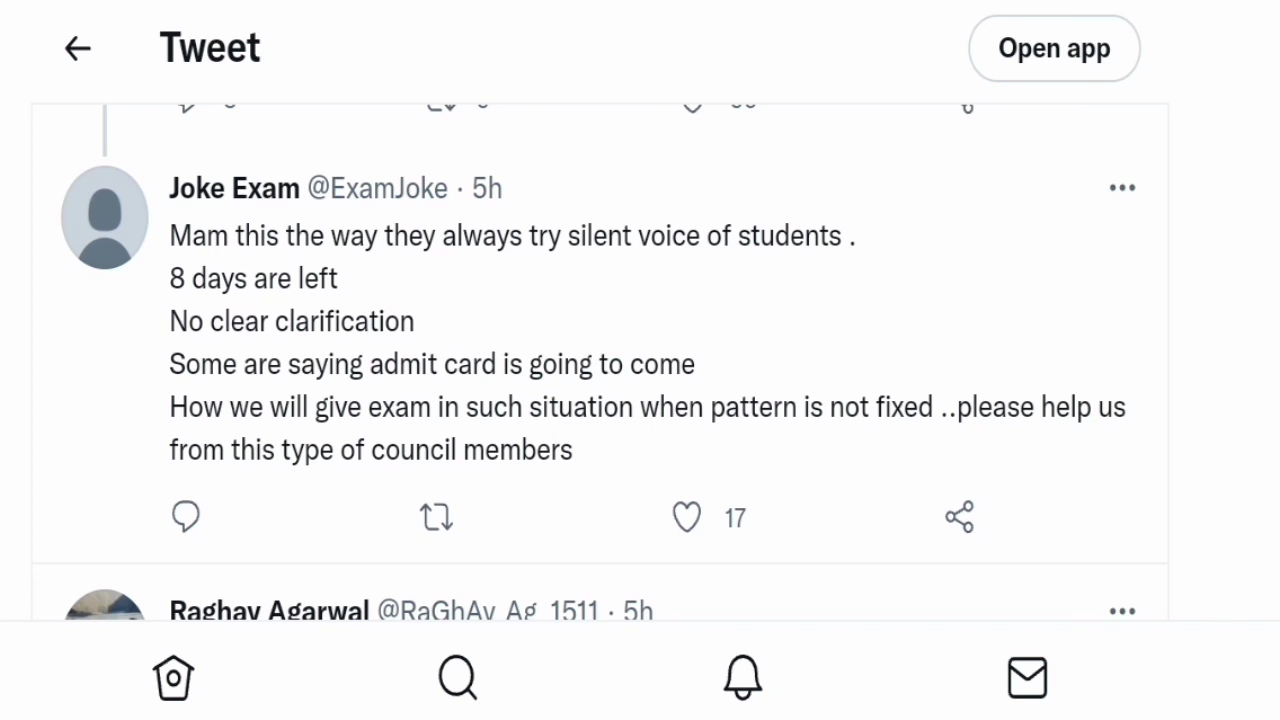 Tweet
Open app
Joke Exam @ExamJoke · 5h
Mam this the way they always try silent voice of students .
8 days are left
No clear clarification
Some are saying admit card is going to come
How we will give exam in such situation when pattern is not fixed ..please help us
from this type of council members
17
Raghav Agarwal @RaGhAv_Ag_1511 · 5h